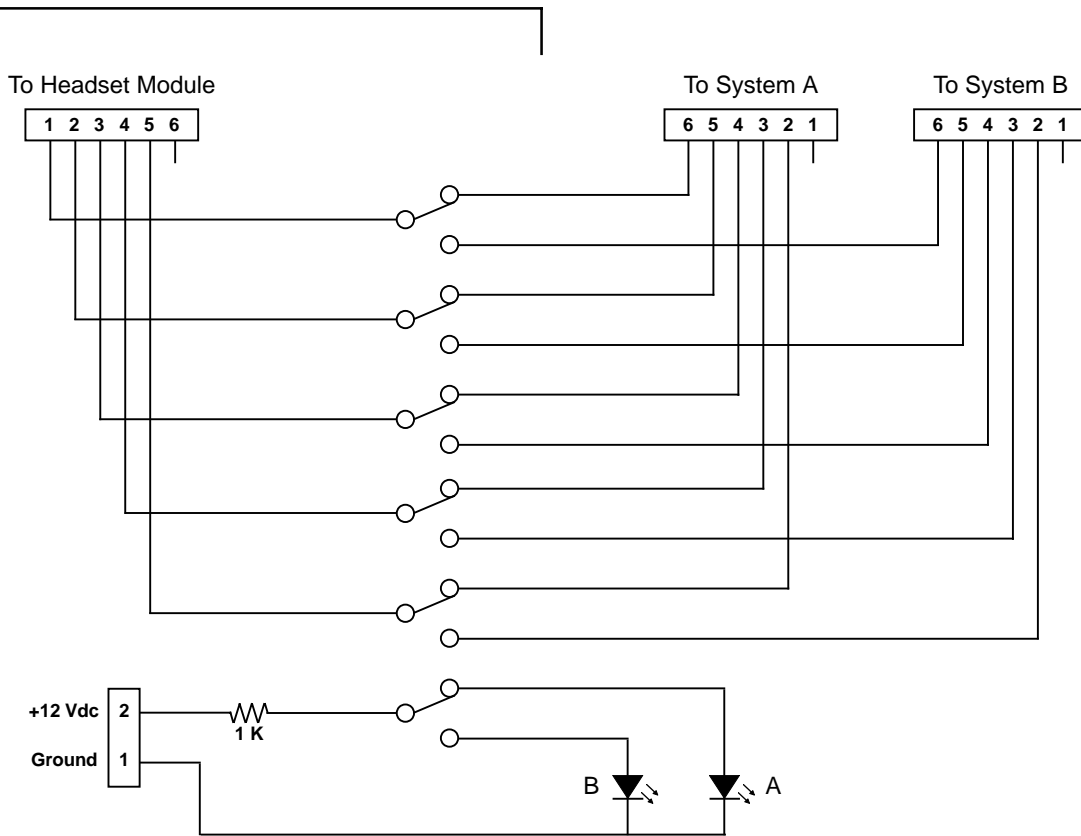 To Headset Module
To System A
To System B
1 2 3 4 5 6
6 5 4 3 2 1
6 5 4 3 2 1
+12 Vdc 2
1 K
Ground 1
B
A